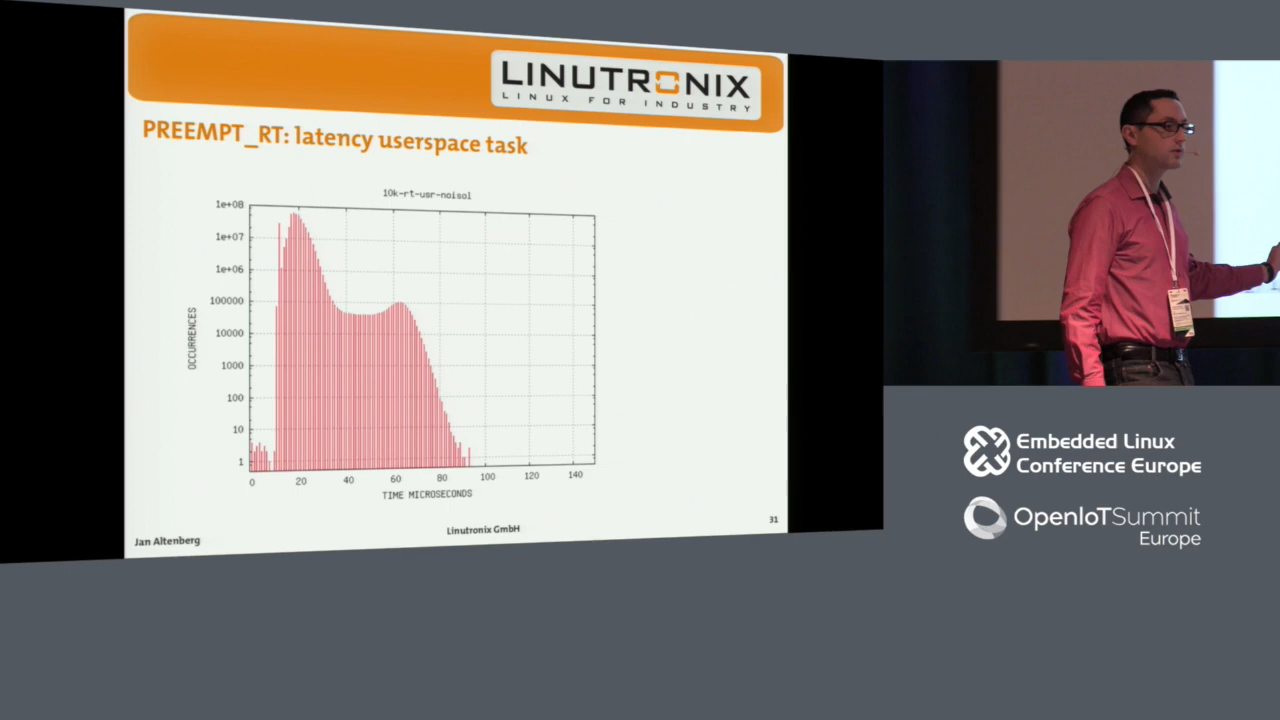 LINUTRONIX
LINUX FOR INDUSTRY
PREEMPT_RT: latency userspace task
10k-rt-usr-noisol
1e+08
1e+07
1e+06
100000
10000
1000
100
10
1
OCCURRENCES
0 20 40 60 80 100 120 140
TIME MICROSECONDS
Jan Altenberg
Linutronix GmbH
31
Embedded Linux
Conference Europe
OpenIoTSummit
Europe